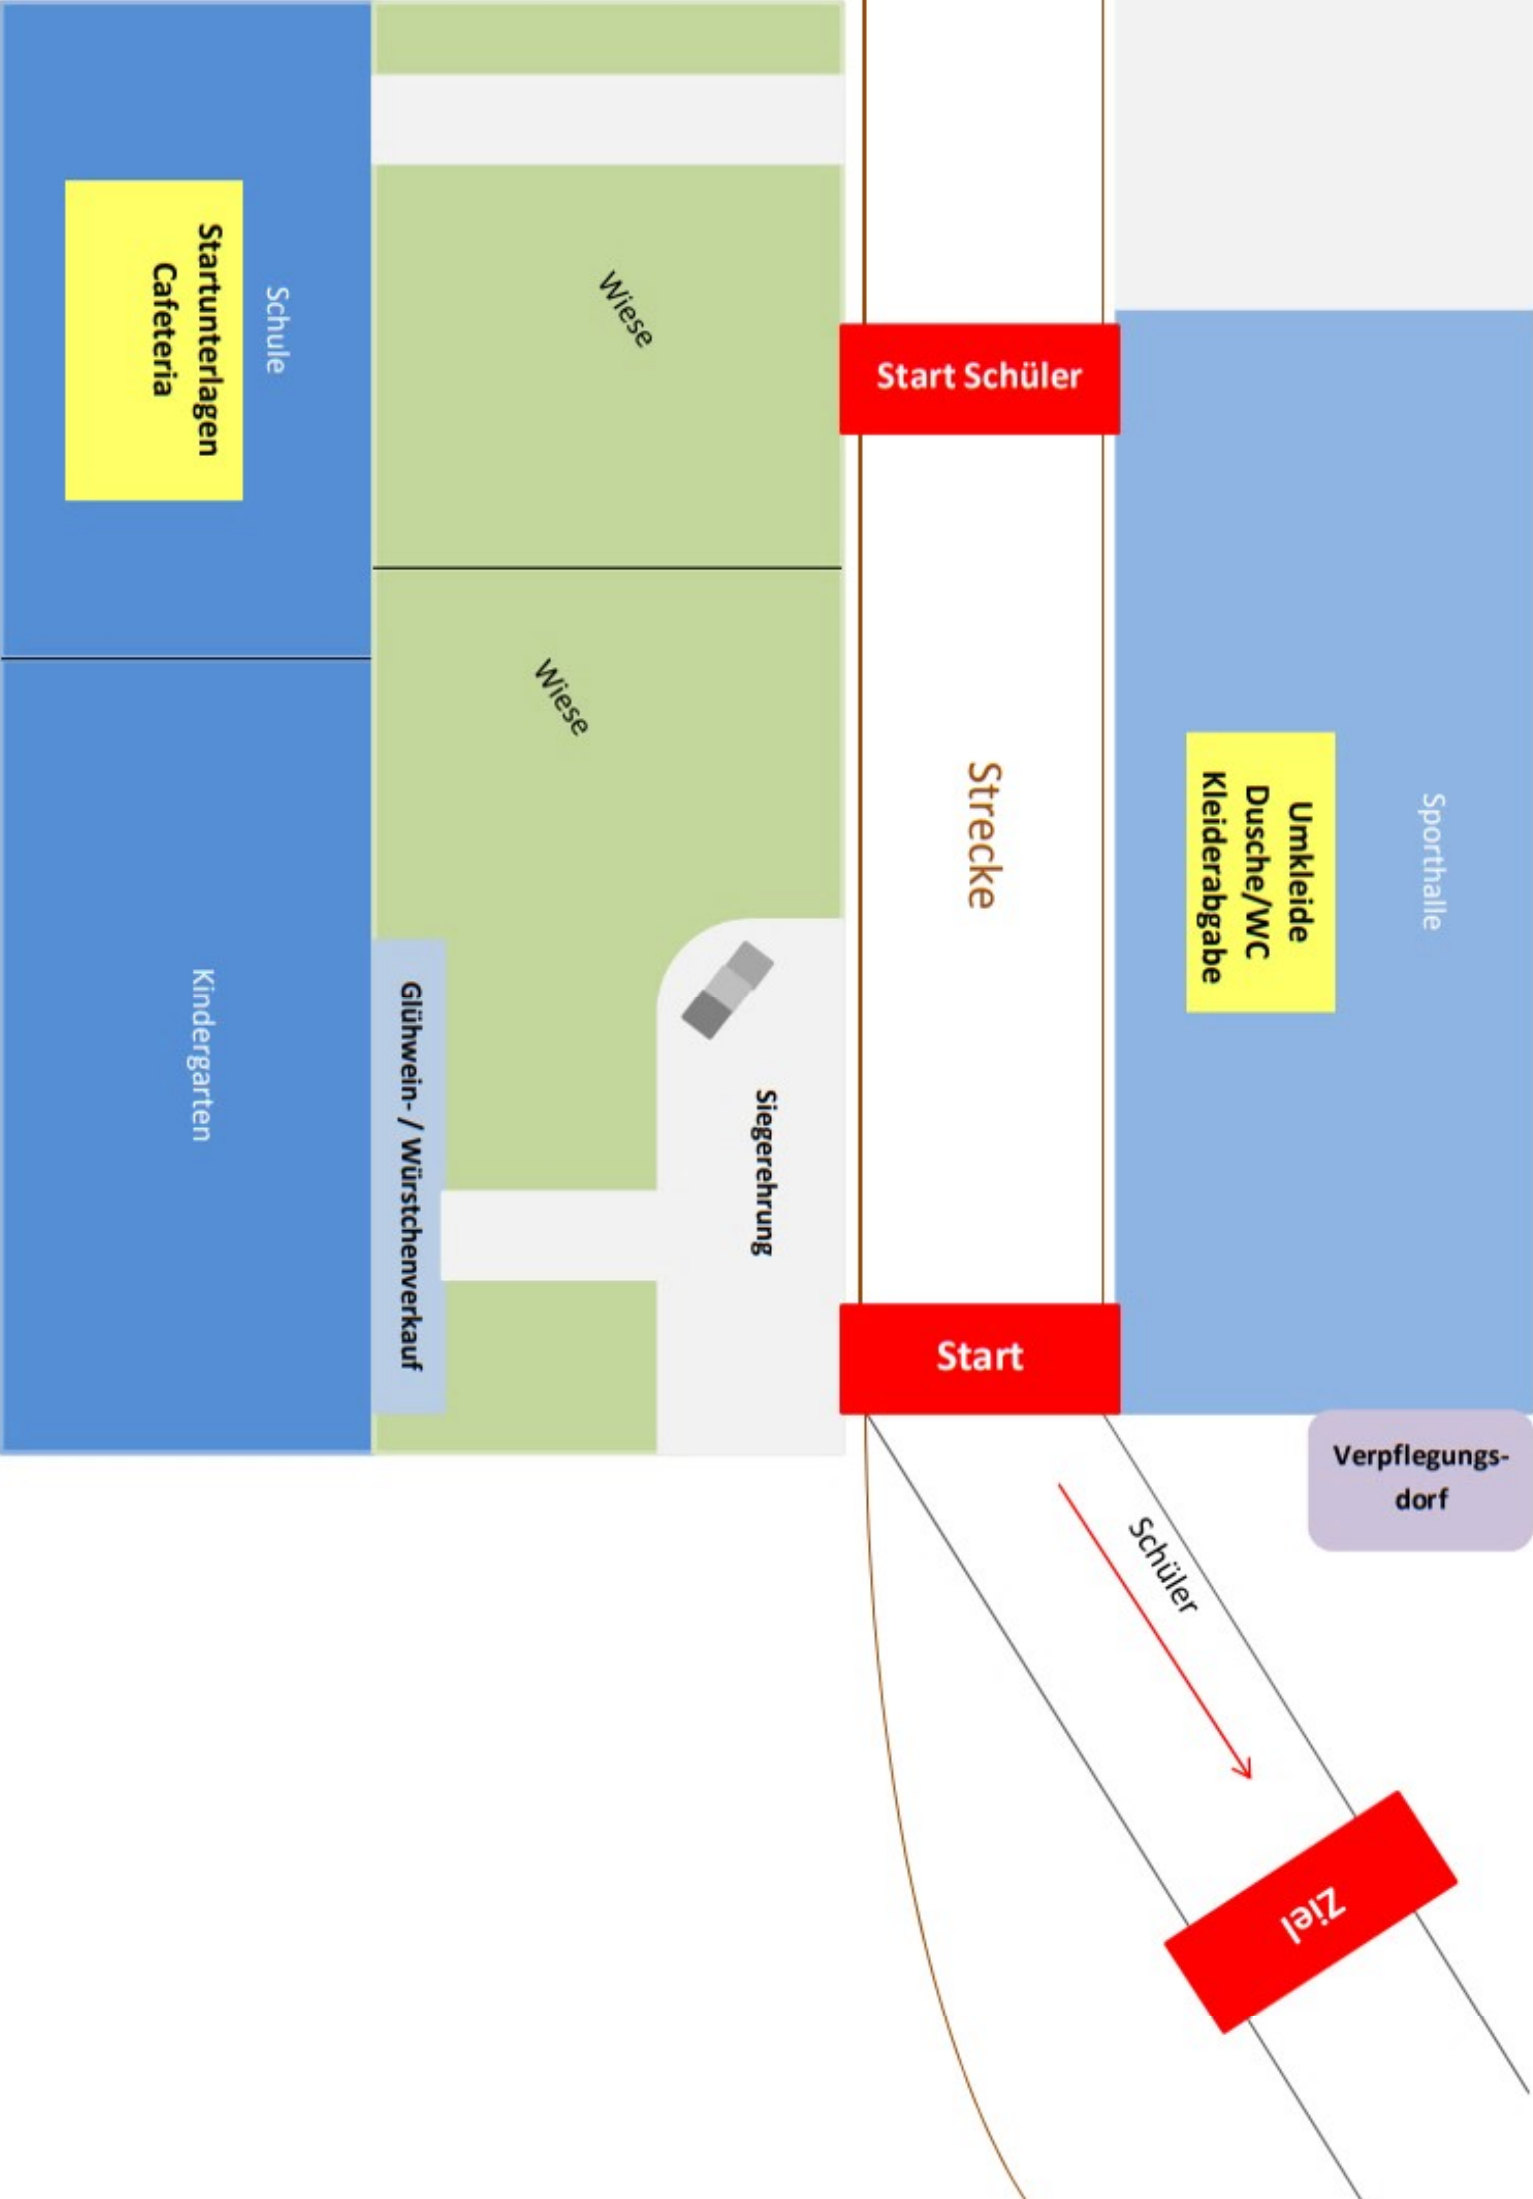 Schule
Startunterlagen
Cafeteria
Wiese
Start Schüler
Wiese
Strecke
Sporthalle
Umkleide
Dusche/WC
Kleiderabgabe
Kindergarten
Glühwein- / Würstchenverkauf
Siegerehrung
Start
Verpflegungs-
dorf
Schüler
Ziel